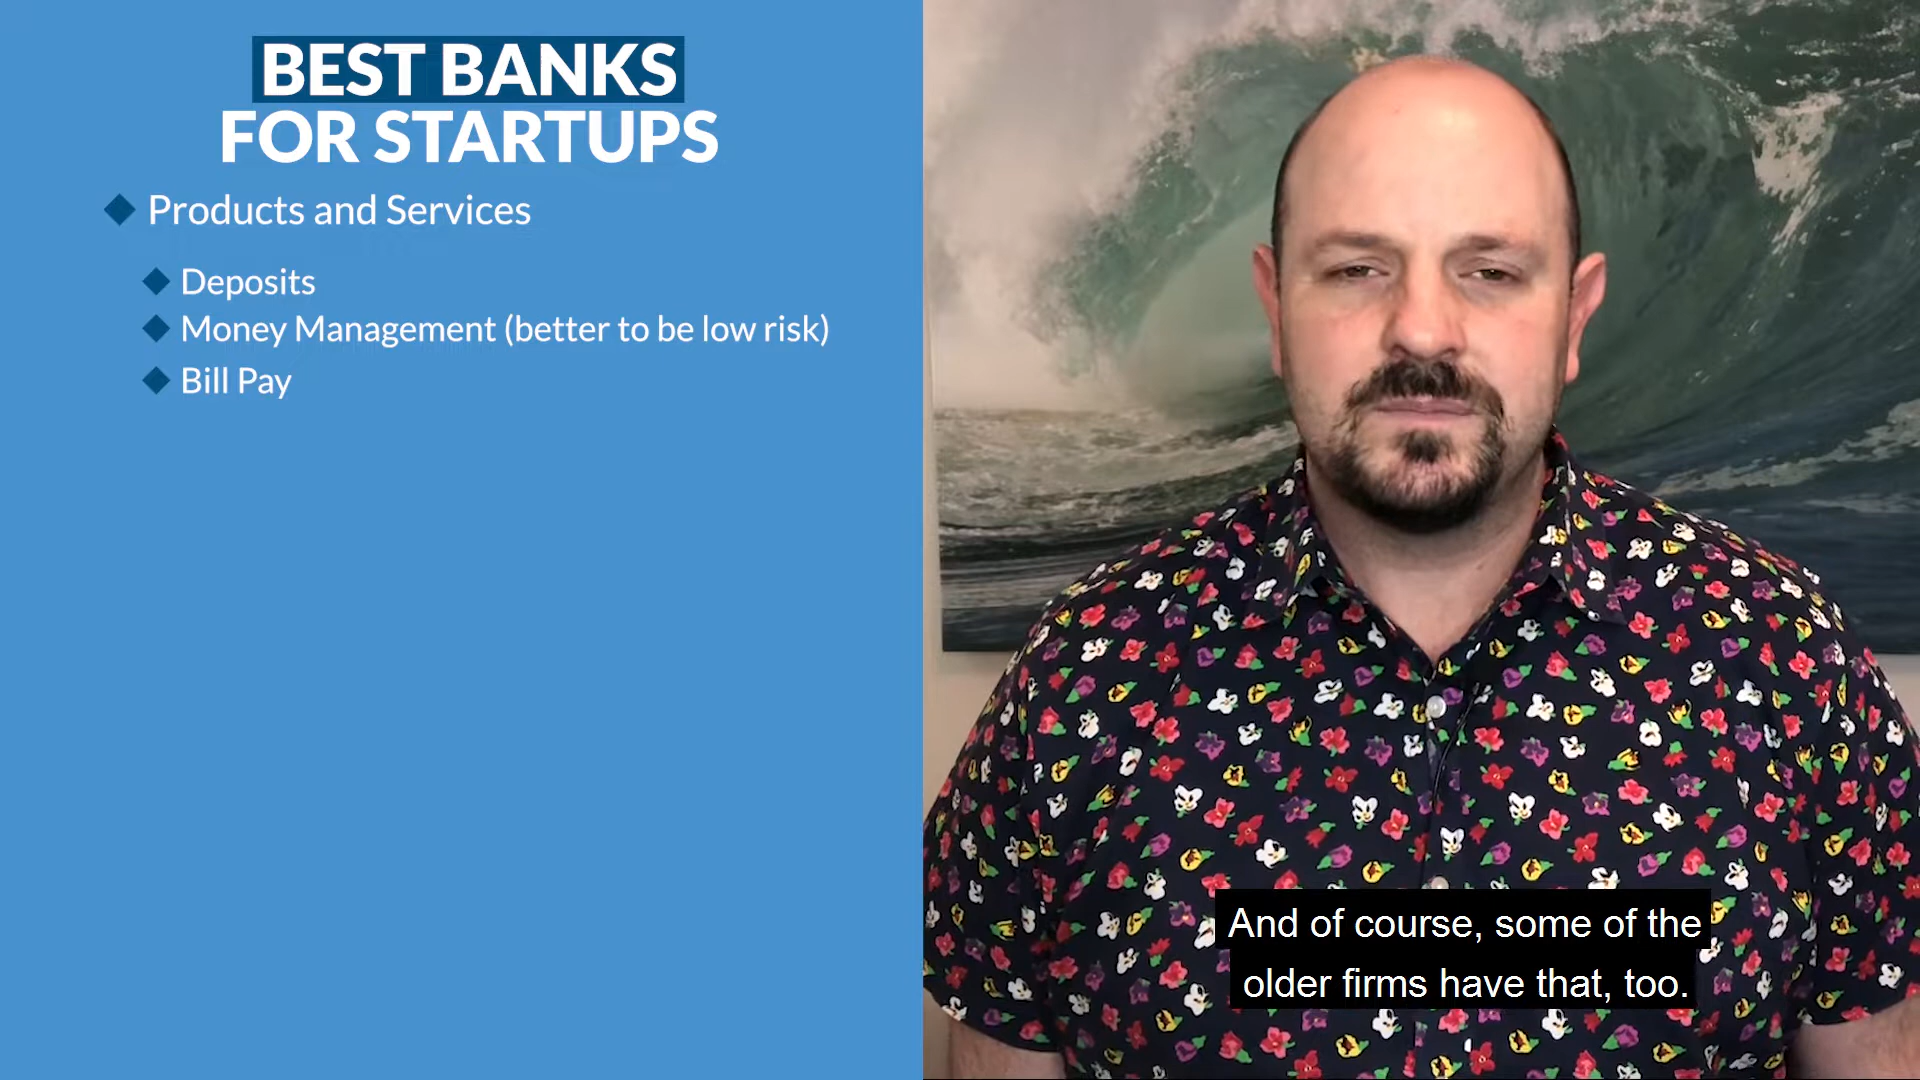 BEST BANKS
FOR STARTUPS
Products and Services
Deposits
Money Management (better to be low risk)
Bill Pay
And of course, some of the
older firms have that, too.